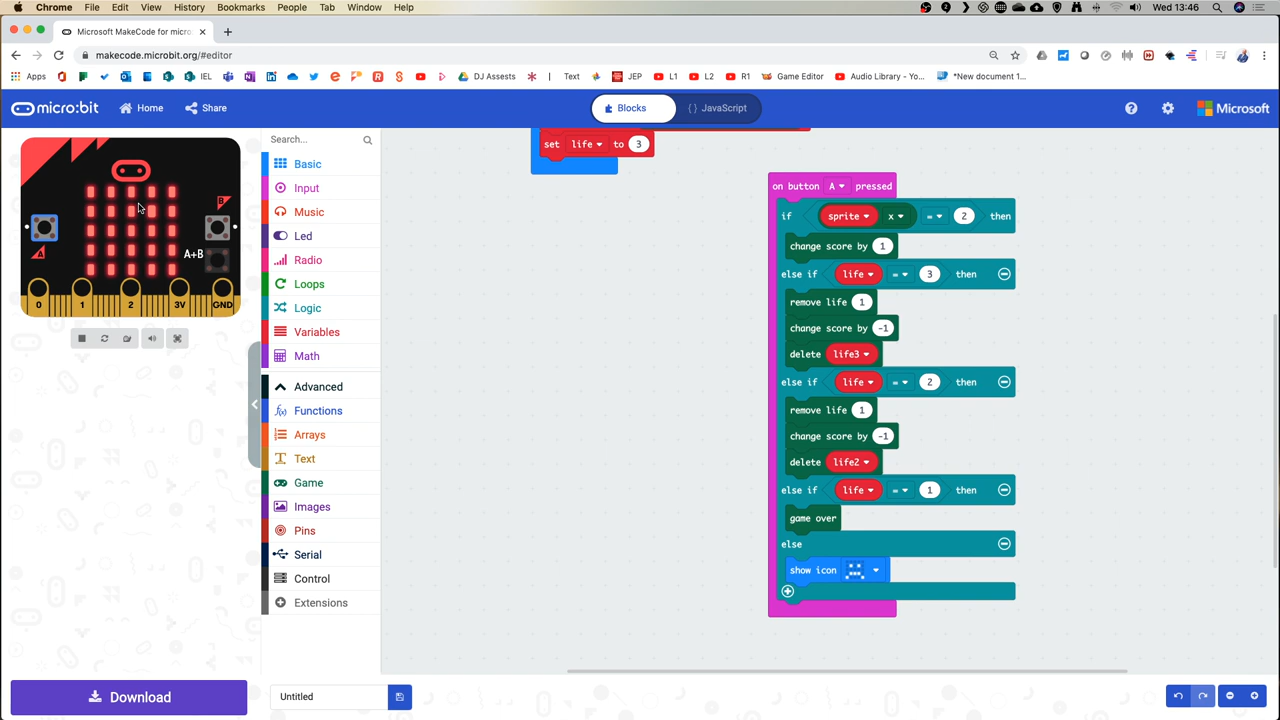 Chrome File Edit View History Bookmarks People Tab Window Help
Wed 13:46
Microsoft MakeCode for micro:
makecode.microbit.org/#editor
Apps IEL DJ Assests Text JEP L1 L2 R1 Game Editor Audio Library - Yo... *New document 1...
micro:bit Home Share
Blocks { } JavaScript
Microsoft
A
B
A+B
0 1 2 3V GND
Search...
Basic
Input
Music
Led
Radio
Loops
Logic
Variables
Math
Advanced
Functions
Arrays
Text
Game
Images
Pins
Serial
Control
Extensions
set life to 3
on button A pressed
if sprite x = 2 then
change score by 1
else if life = 3 then
remove life 1
change score by -1
delete life3
else if life = 2 then
remove life 1
change score by -1
delete life2
else if life = 1 then
game over
else
show icon
Download
Untitled